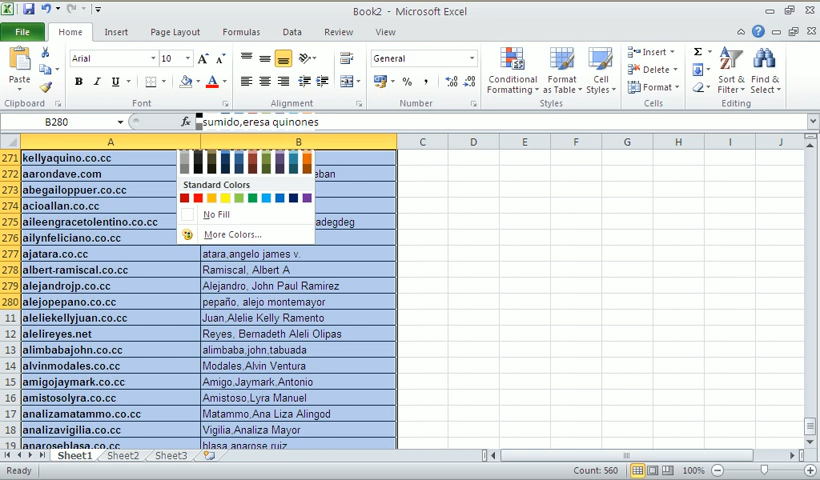 Book2 - Microsoft Excel
File Home Insert Page Layout Formulas Data Review View
Paste
Arial 10
B I U A
General
% ,
Conditional Formatting
Format as Table
Cell Styles
Insert
Delete
Format
Σ
Sort & Filter
Find & Select
Clipboard Font Alignment Number Styles Cells Editing
B280 fx sumido,eresa quinones
A B C D E F G H I J
271 kellyaquino.co.cc
272 aarondave.com eban
273 abegailoppuer.co.cc
274 acioallan.co.cc
275 aileengracetolentino.co.cc adegdeg
276 ailynfeliciano.co.cc
277 ajatara.co.cc atara,angelo james v.
278 albert-ramiscal.co.cc Ramiscal, Albert A
279 alejandrojp.co.cc Alejandro, John Paul Ramirez
280 alejopepano.co.cc pepaño, alejo montemayor
11 aleliekellyjuan.co.cc Juan,Alelie Kelly Ramento
12 alelireyes.net Reyes, Bernadeth Aleli Olipas
13 alimbabajohn.co.cc alimbaba,john,tabuada
14 alvinmodales.co.cc Modales,Alvin Ventura
15 amigojaymark.co.cc Amigo,Jaymark,Antonio
16 amistosolyra.co.cc Amistoso,Lyra Manuel
17 analizamatammo.co.cc Matammo,Ana Liza Alingod
18 analizavigilia.co.cc Vigilia,Analiza Mayor
19 anaroseblasa.co.cc blasa anarose ruiz
Standard Colors
No Fill
More Colors...
Sheet1 Sheet2 Sheet3
Ready Count: 560 100%